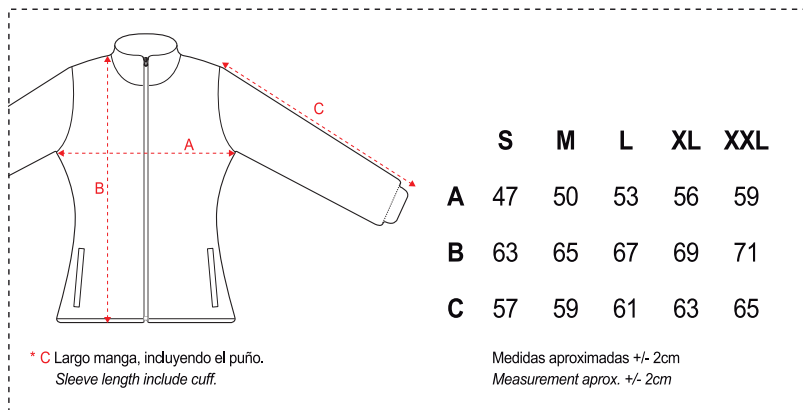 C
A
B
S M L XL XXL
A 47 50 53 56 59
B 63 65 67 69 71
C 57 59 61 63 65
* C Largo manga, incluyendo el puño.
Sleeve length include cuff.
Medidas aproximadas +/- 2cm
Measurement aprox. +/- 2cm